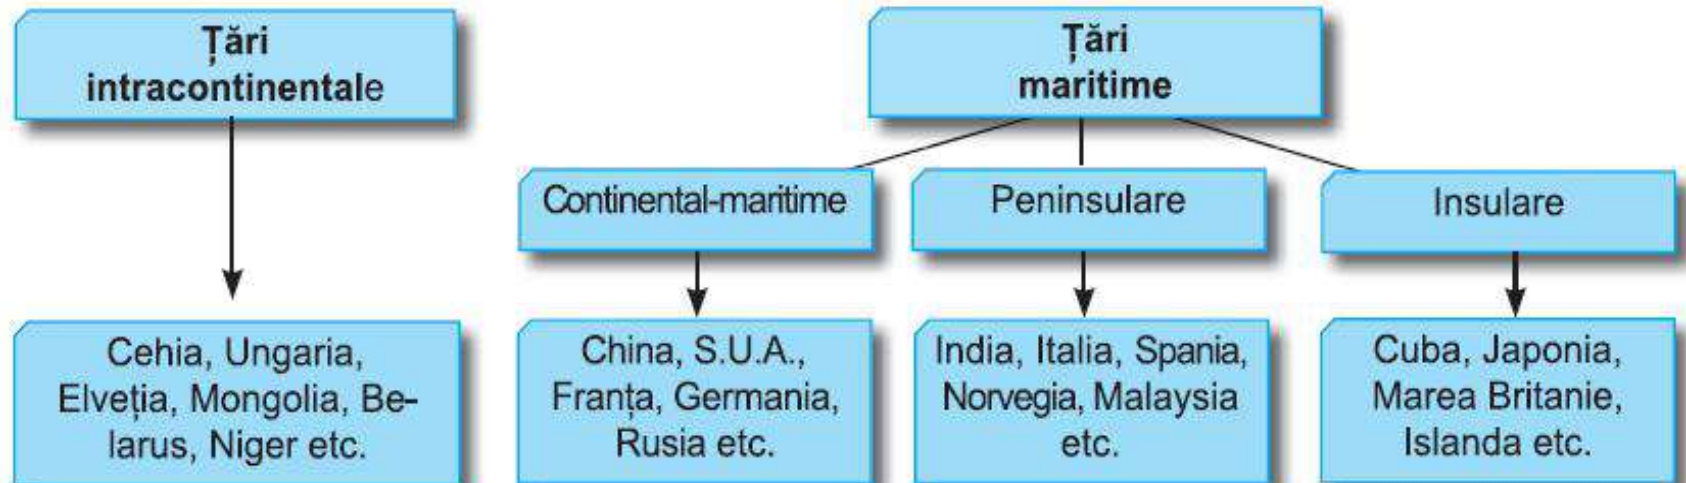 Țări
intracontinentale
Țări
maritime
Continental-maritime
Peninsulare
Insulare
Cehia, Ungaria,
Elveția, Mongolia, Be-
larus, Niger etc.
China, S.U.A.,
Franța, Germania,
Rusia etc.
India, Italia, Spania,
Norvegia, Malaysia
etc.
Cuba, Japonia,
Marea Britanie,
Islanda etc.